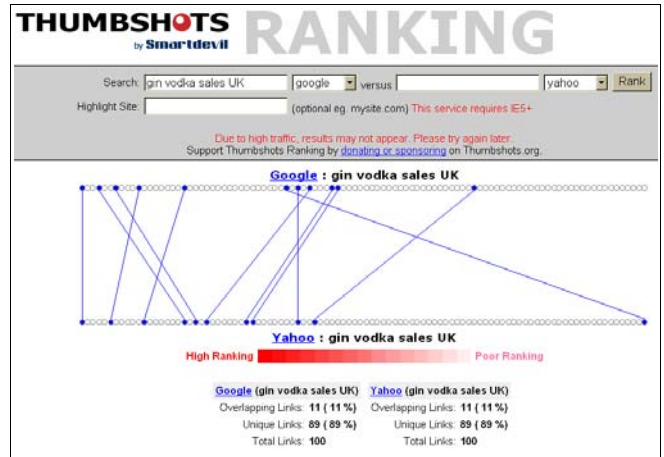 THUMBSHOTS
by Smartdevil
RANKING
Search: gin vodka sales UK google versus yahoo Rank
Highlight Site: (optional eg. mysite.com) This service requires IE5+
Due to high traffic, results may not appear. Please try again later.
Support Thumbshots Ranking by donating or sponsoring on Thumbshots.org.
Google : gin vodka sales UK
Yahoo : gin vodka sales UK
High Ranking Poor Ranking
Google (gin vodka sales UK) Yahoo (gin vodka sales UK)
Overlapping Links: 11 ( 11 %) Overlapping Links: 11 ( 11 %)
Unique Links: 89 ( 89 %) Unique Links: 89 ( 89 %)
Total Links: 100 Total Links: 100